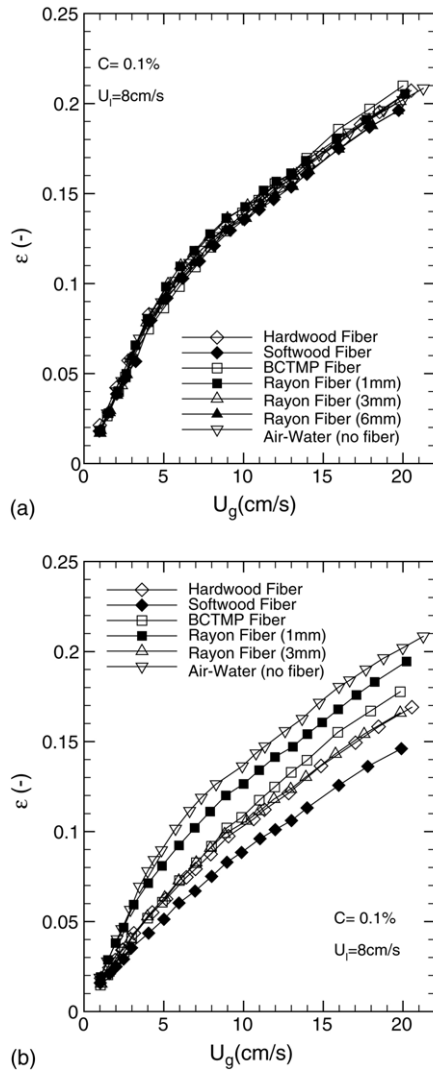 0.25
C= 0.1%
Uₗ=8cm/s
0.2
0.15
ε (-)
0.1
Hardwood Fiber
Softwood Fiber
BCTMP Fiber
Rayon Fiber (1mm)
Rayon Fiber (3mm)
Rayon Fiber (6mm)
Air-Water (no fiber)
0.05
0
0 5 10 15 20
(a)
U_g(cm/s)
0.25
Hardwood Fiber
Softwood Fiber
BCTMP Fiber
Rayon Fiber (1mm)
Rayon Fiber (3mm)
Air-Water (no fiber)
0.2
0.15
ε (-)
0.1
0.05
C= 0.1%
Uₗ=8cm/s
0
0 5 10 15 20
(b)
U_g(cm/s)